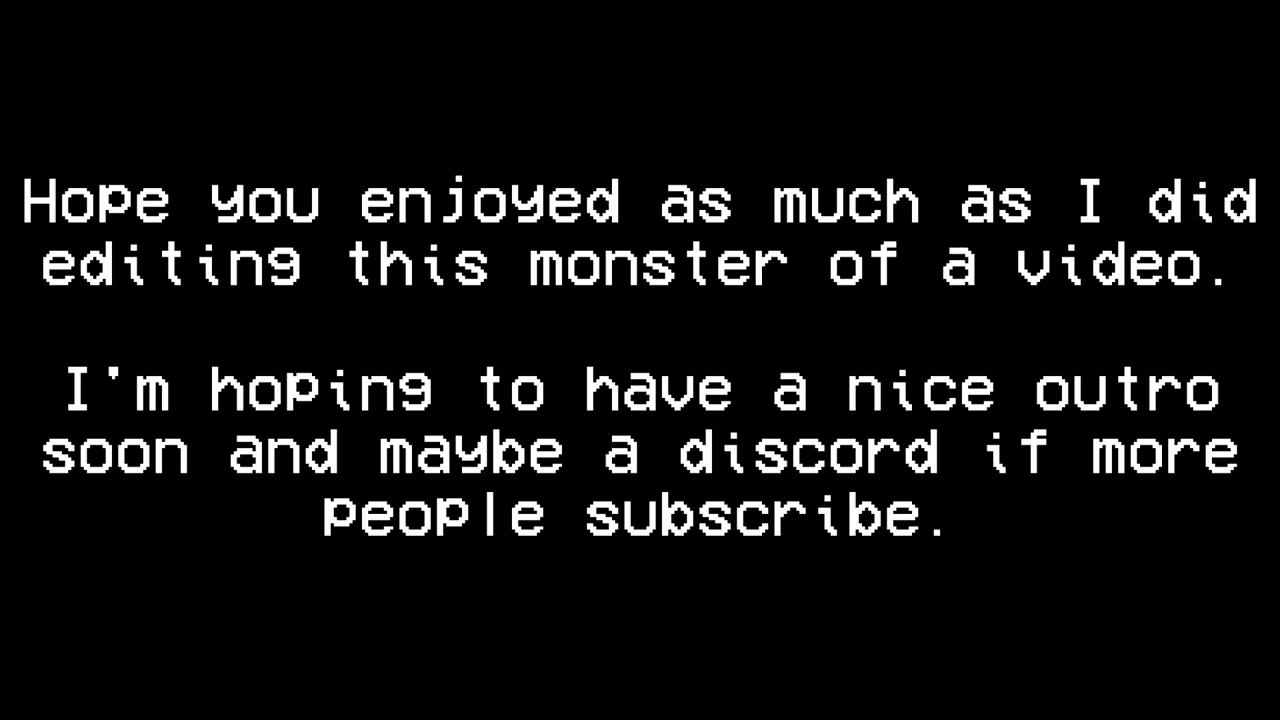 Hope you enjoyed as much as I did
editing this monster of a video.
I'm hoping to have a nice outro
soon and maybe a discord if more
people subscribe.